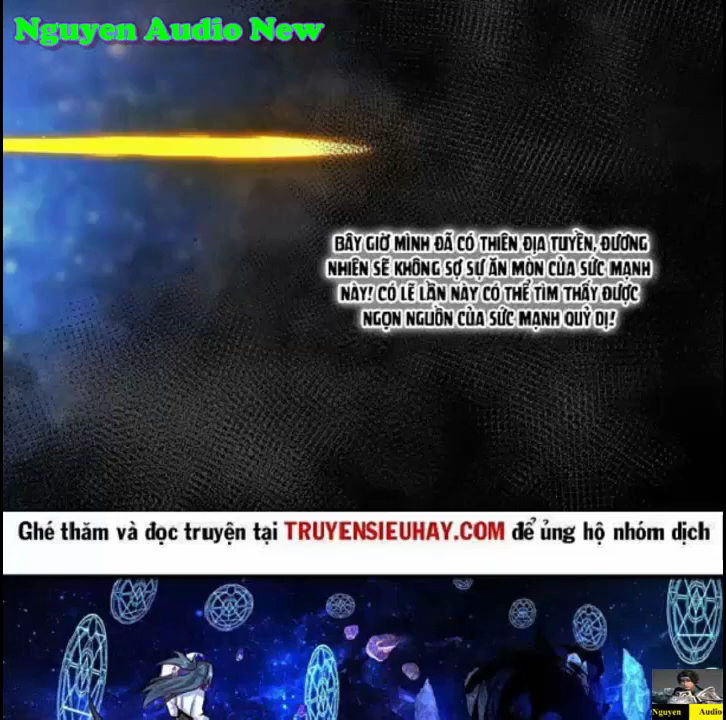 Nguyen Audio New
BÂY GIỜ MÌNH ĐÃ CÓ THIÊN ĐỊA TUYỀN, ĐƯƠNG
NHIÊN SẼ KHÔNG SỢ SỰ ĂN MÒN CỦA SỨC MẠNH
NÀY! CÓ LẼ LẦN NÀY CÓ THỂ TÌM THẤY ĐƯỢC
NGỌN NGUỒN CỦA SỨC MẠNH QUỶ DỊ!
Ghé thăm và đọc truyện tại TRUYENSIEUHAY.COM để ủng hộ nhóm dịch
Nguyen Audio